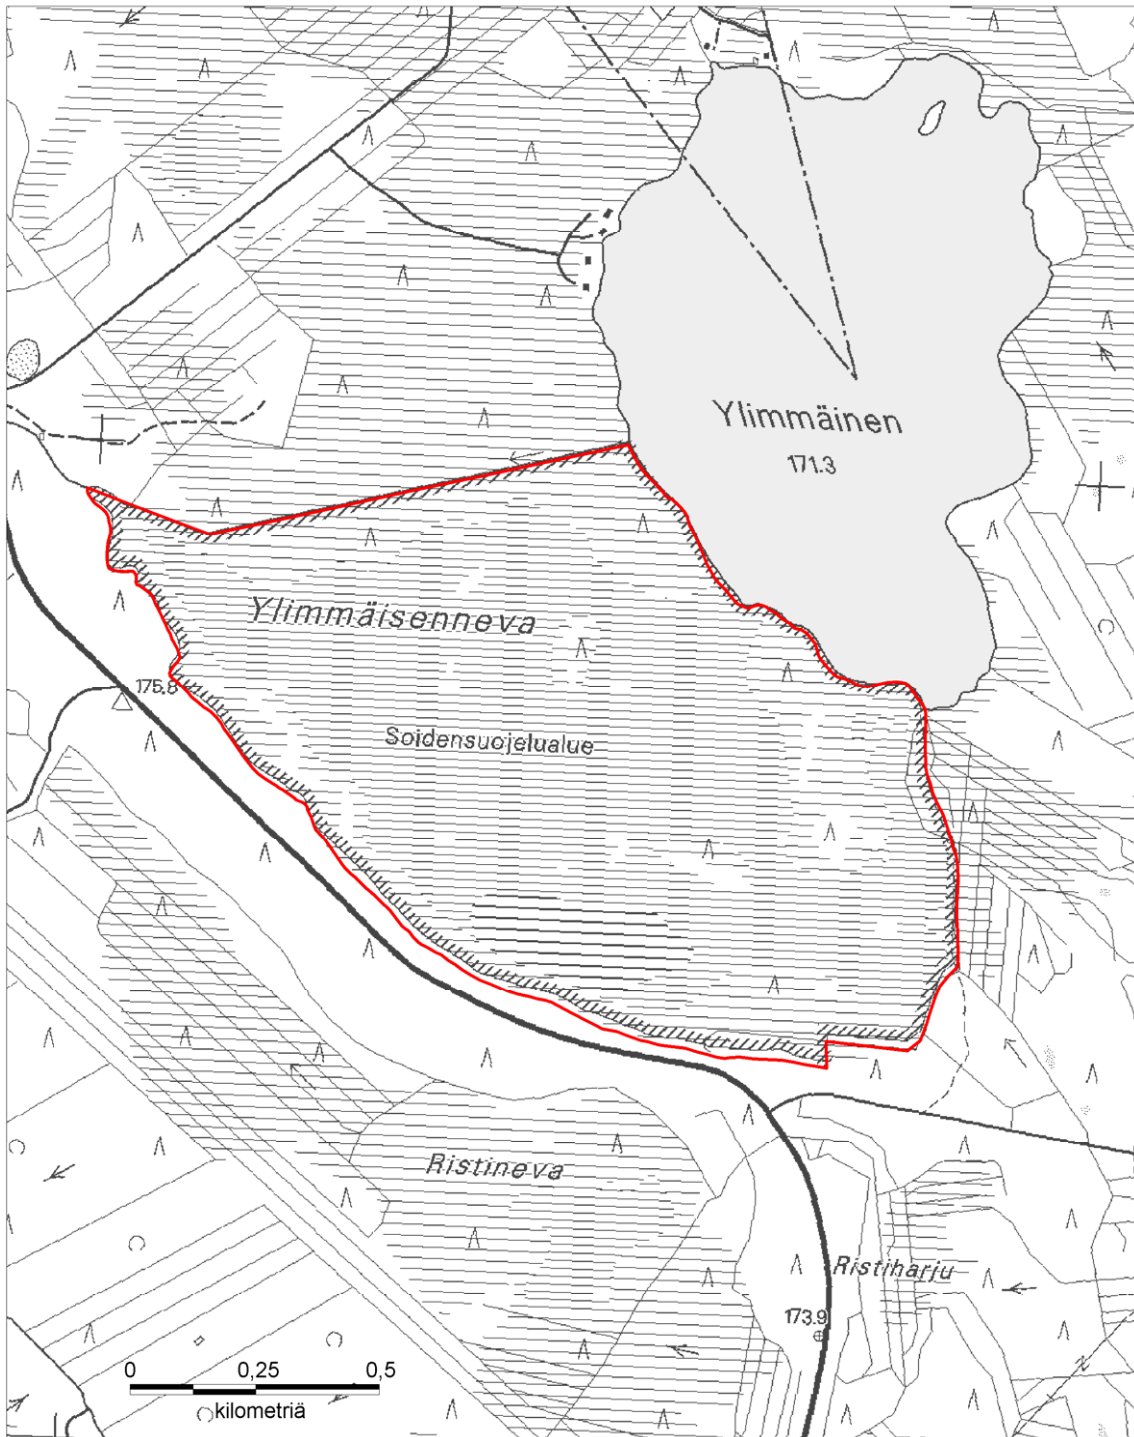 Ylimmäinen
171.3
Ylimmäisenneva
175.8
Soidensuojelualue
Ristineva
Ristiharju
173.9
0 0,25 0,5
kilometriä